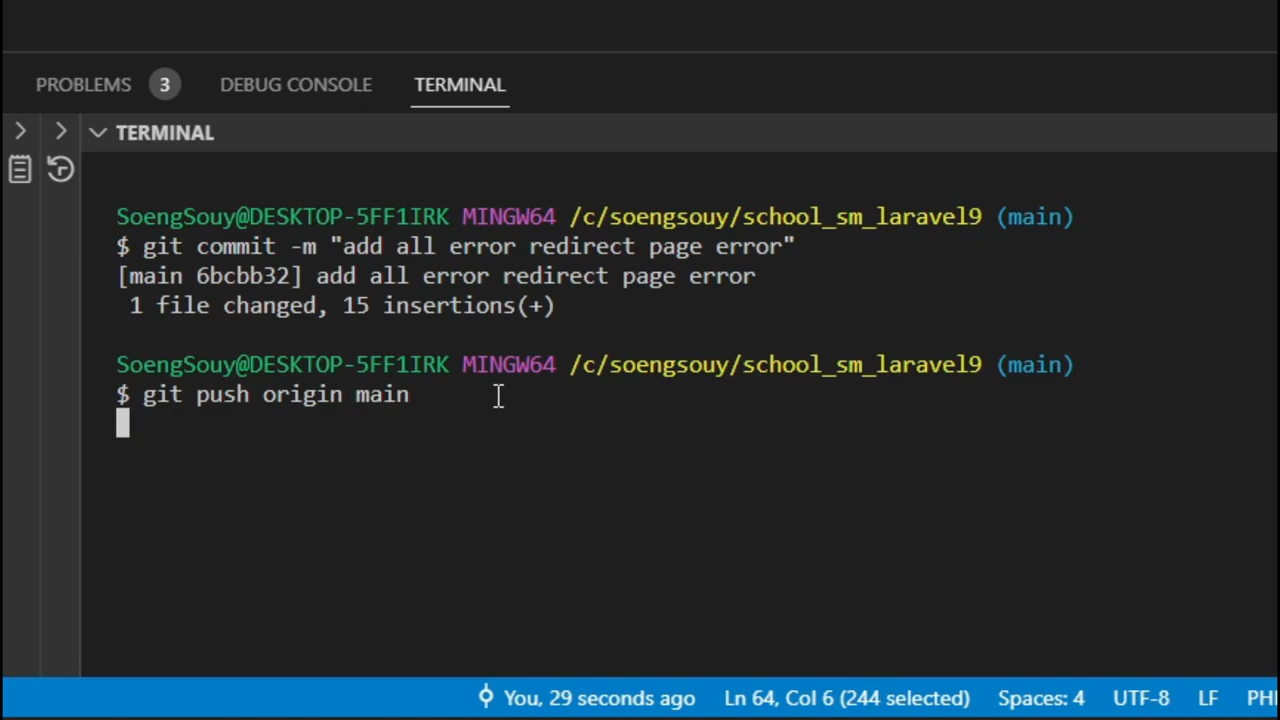 PROBLEMS 3 DEBUG CONSOLE TERMINAL
TERMINAL
SoengSouy@DESKTOP-5FF1IRK MINGW64 /c/soengsouy/school_sm_laravel9 (main)
$ git commit -m "add all error redirect page error"
[main 6bcbb32] add all error redirect page error
1 file changed, 15 insertions(+)
SoengSouy@DESKTOP-5FF1IRK MINGW64 /c/soengsouy/school_sm_laravel9 (main)
$ git push origin main
You, 29 seconds ago Ln 64, Col 6 (244 selected) Spaces: 4 UTF-8 LF